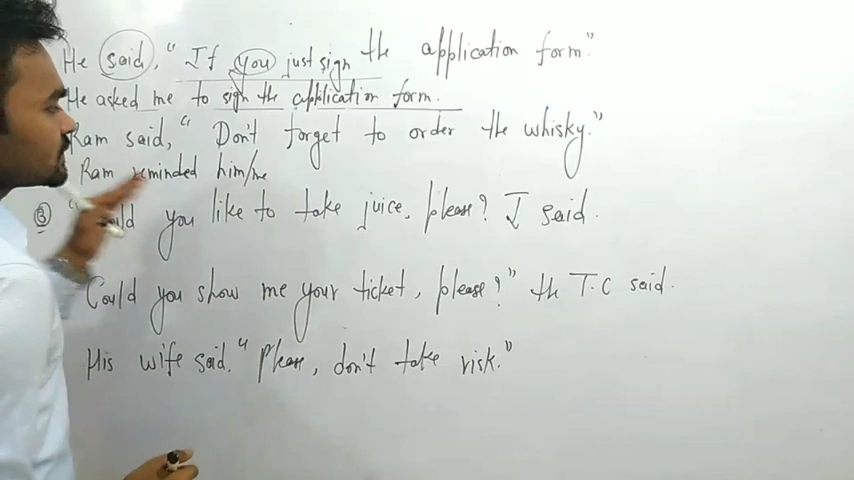 He said, "If you just sign the application form"
He asked me to sign the application form.
Ram said, "Don't forget to order the whisky."
Ram reminded him/me
③ " you like to take juice, please? I said.
Could you show me your ticket, please?" the T.C said.
His wife said. "Please, don't take risk."